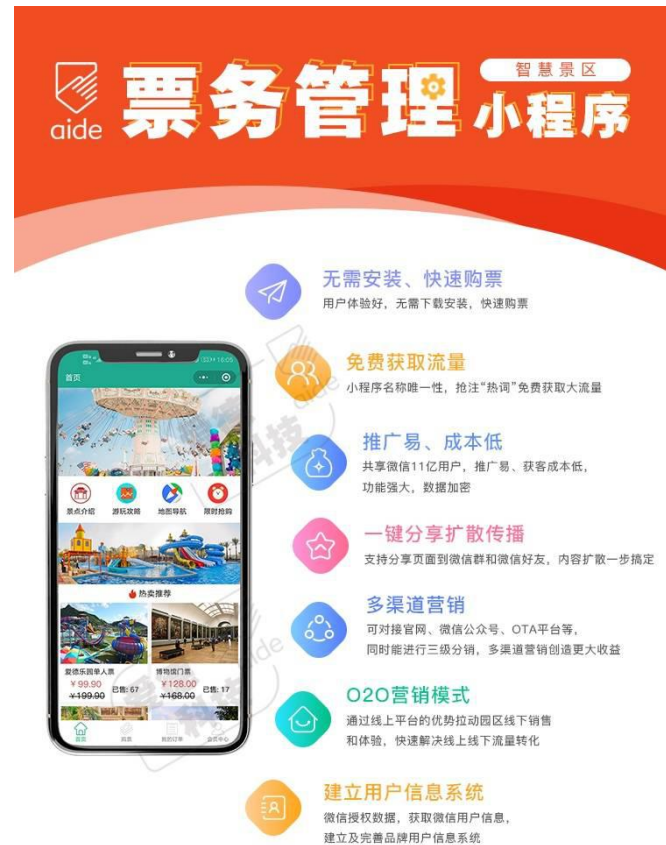 aide
票务管理
智慧景区
小程序
无需安装、快速购票
用户体验好，无需下载安装，快速购票
免费获取流量
小程序名称唯一性，抢注“热词”免费获取大流量
推广易、成本低
共享微信11亿用户，推广易、获客成本低，
功能强大，数据加密
一键分享扩散传播
支持分享页面到微信群和微信好友，内容扩散一步搞定
多渠道营销
可对接官网、微信公众号、OTA平台等，
同时能进行三级分销，多渠道营销创造更大收益
O2O营销模式
通过线上平台的优势拉动园区线下销售
和体验，快速解决线上线下流量转化
建立用户信息系统
微信授权数据，获取微信用户信息，
建立及完善品牌用户信息系统
16:05
首页
景点介绍 游玩攻略 地图导航 限时抢购
热卖推荐
爱德乐园单人票 博物馆门票
￥99.90 ￥128.00
￥199.90 已售: 67 ￥168.00 已售: 17
首页 我的订单 会员中心
aide
科技
aide
科技